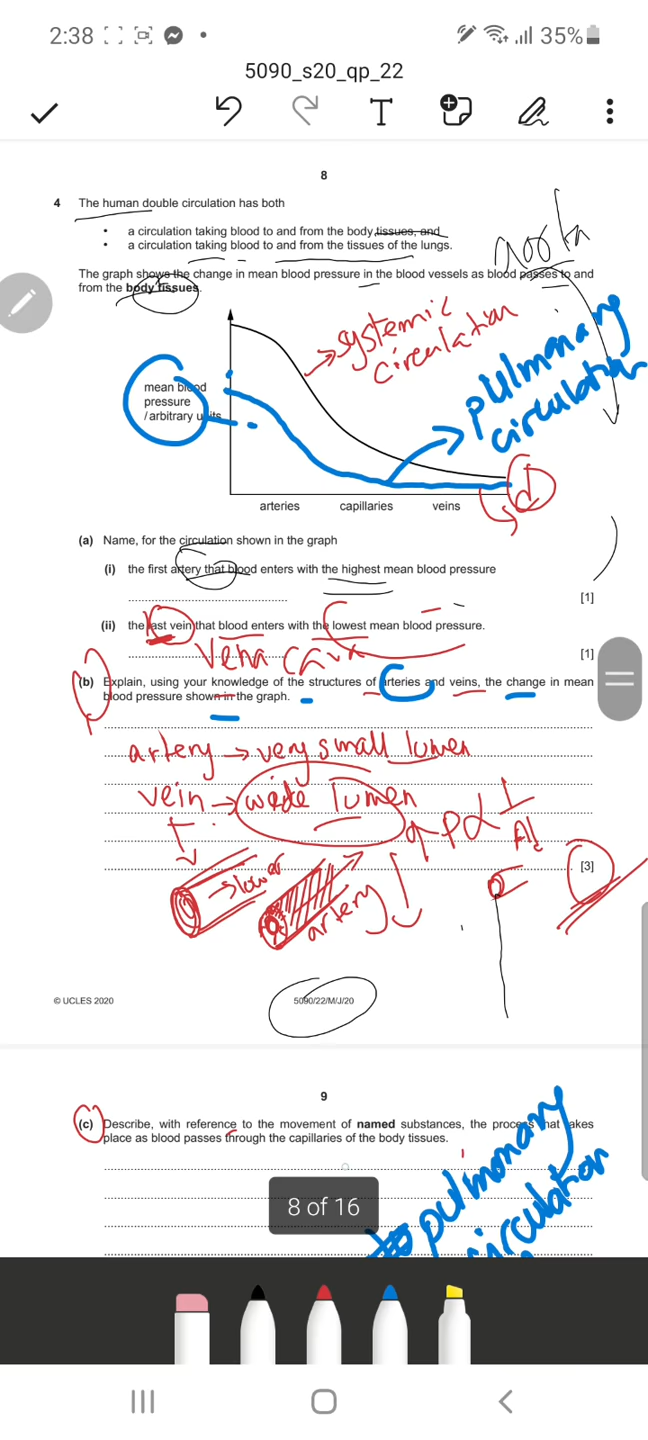 2:38
35%
5090_s20_qp_22
T
8
4 The human double circulation has both
• a circulation taking blood to and from the body tissues, and
• a circulation taking blood to and from the tissues of the lungs.
The graph shows the change in mean blood pressure in the blood vessels as blood passes to and
from the body tissues.
systemic
circulation
pulmonary
circulation
mean blood
pressure
/ arbitrary units
arteries capillaries veins
(a) Name, for the circulation shown in the graph
(i) the first artery that blood enters with the highest mean blood pressure
[1]
(ii) the last vein that blood enters with the lowest mean blood pressure.
vena cava
[1]
(b) Explain, using your knowledge of the structures of arteries and veins, the change in mean
blood pressure shown in the graph.
artery → very small lumen
vein → wide lumen
[3]
artery
© UCLES 2020
5090/22/M/J/20
9
(c) Describe, with reference to the movement of named substances, the process that takes
place as blood passes through the capillaries of the body tissues.
pulmonary
circulation
8 of 16